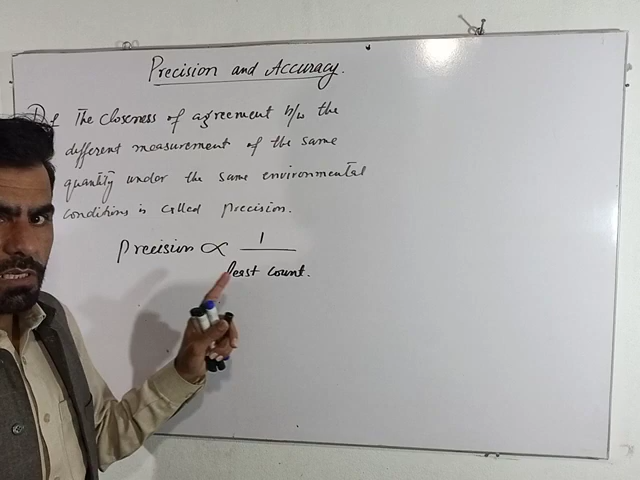 Precision and Accuracy.
Def The Closeness of agreement b/w the
different measurement of the same
quantity under the same environmental
conditions is called precision.
Precision ∝ 1
least count.